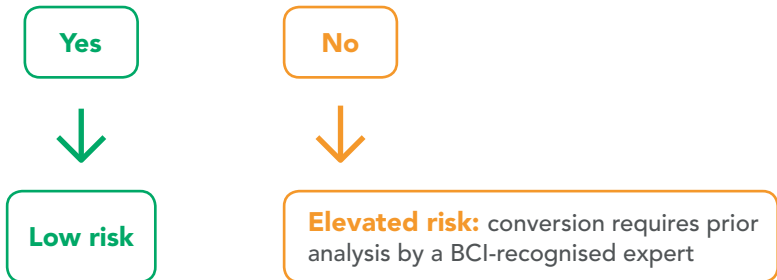 Yes
No
Low risk
Elevated risk: conversion requires prior
analysis by a BCI-recognised expert